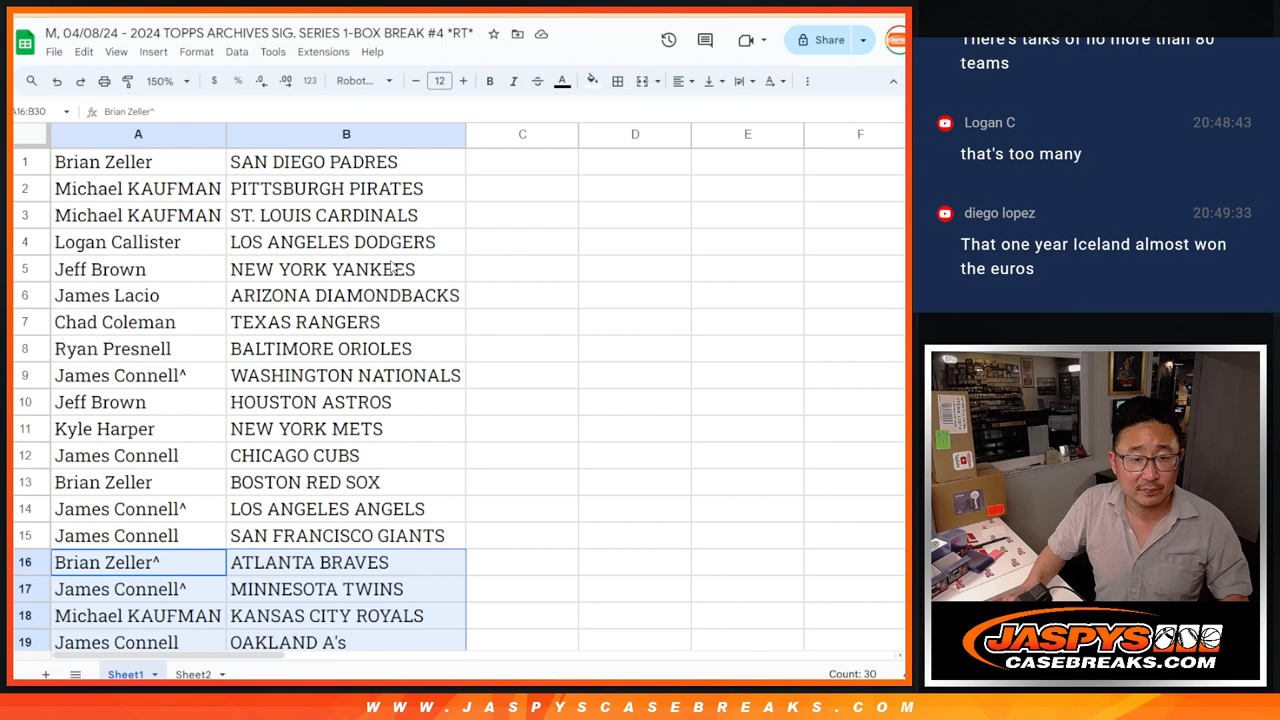 M, 04/08/24 - 2024 TOPPS ARCHIVES SIG. SERIES 1-BOX BREAK #4 *RT*
File Edit View Insert Format Data Tools Extensions Help
Share
150% $ % .0 .00 123 Robot... 12 B I A
A16:B30 fx Brian Zeller^
A B C D E F
1 Brian Zeller SAN DIEGO PADRES
2 Michael KAUFMAN PITTSBURGH PIRATES
3 Michael KAUFMAN ST. LOUIS CARDINALS
4 Logan Callister LOS ANGELES DODGERS
5 Jeff Brown NEW YORK YANKEES
6 James Lacio ARIZONA DIAMONDBACKS
7 Chad Coleman TEXAS RANGERS
8 Ryan Presnell BALTIMORE ORIOLES
9 James Connell^ WASHINGTON NATIONALS
10 Jeff Brown HOUSTON ASTROS
11 Kyle Harper NEW YORK METS
12 James Connell CHICAGO CUBS
13 Brian Zeller BOSTON RED SOX
14 James Connell^ LOS ANGELES ANGELS
15 James Connell SAN FRANCISCO GIANTS
16 Brian Zeller^ ATLANTA BRAVES
17 James Connell^ MINNESOTA TWINS
18 Michael KAUFMAN KANSAS CITY ROYALS
19 James Connell OAKLAND A's
Sheet1 Sheet2 Count: 30
There's talks of no more than 80
teams
Logan C 20:48:43
that's too many
diego lopez 20:49:33
That one year Iceland almost won
the euros
JASPYS
CASEBREAKS.COM
WWW.JASPYSCASEBREAKS.COM